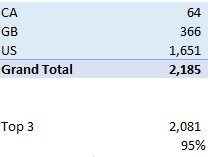 CA 64
GB 366
US 1,651
Grand Total 2,185
Top 3 2,081
95%